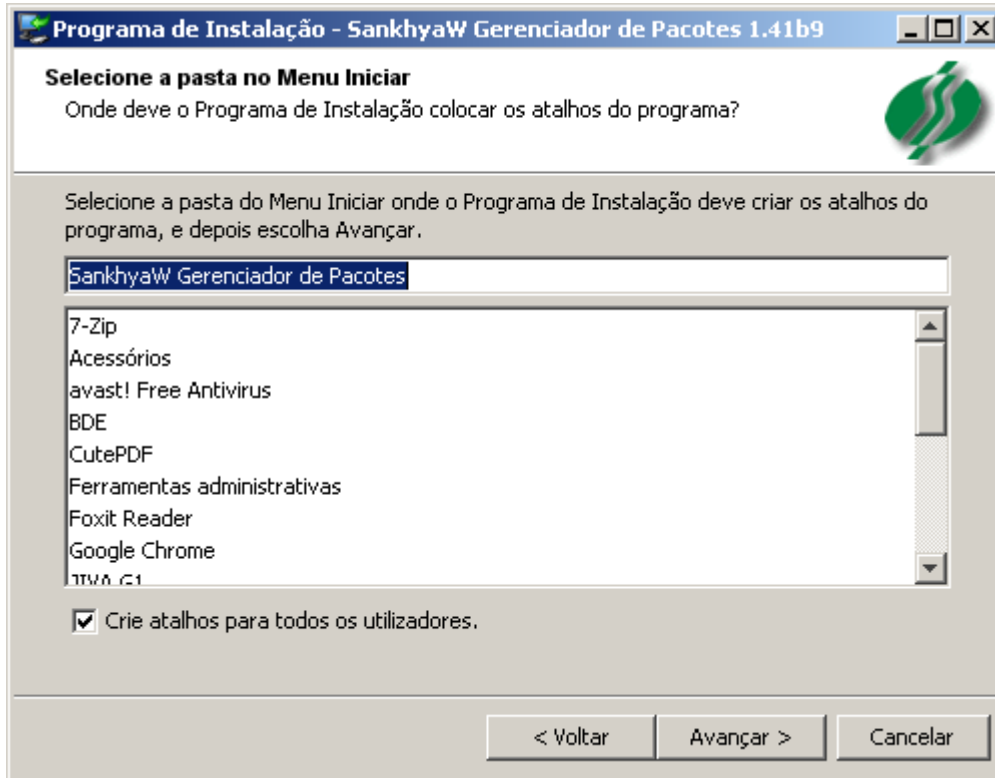 Programa de Instalação - SankhyaW Gerenciador de Pacotes 1.41b9
Selecione a pasta no Menu Iniciar
Onde deve o Programa de Instalação colocar os atalhos do programa?
Selecione a pasta do Menu Iniciar onde o Programa de Instalação deve criar os atalhos do
programa, e depois escolha Avançar.
SankhyaW Gerenciador de Pacotes
7-Zip
Acessórios
avast! Free Antivirus
BDE
CutePDF
Ferramentas administrativas
Foxit Reader
Google Chrome
JIVA G1
Crie atalhos para todos os utilizadores.
< Voltar
Avançar >
Cancelar